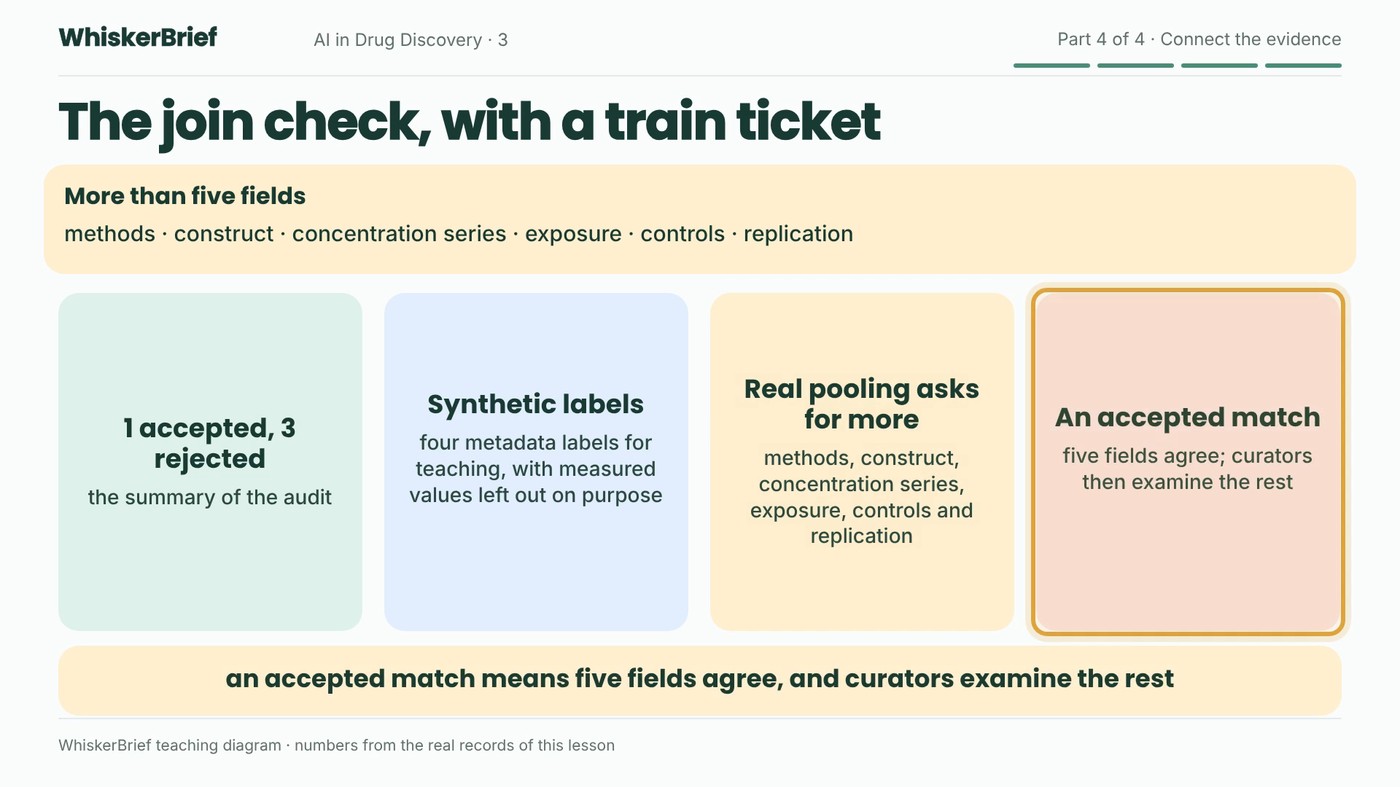 WhiskerBrief
AI in Drug Discovery · 3
Part 4 of 4 · Connect the evidence
The join check, with a train ticket
More than five fields
methods · construct · concentration series · exposure · controls · replication
1 accepted, 3
rejected
the summary of the audit
Synthetic labels
four metadata labels for
teaching, with measured
values left out on purpose
Real pooling asks
for more
methods, construct,
concentration series,
exposure, controls and
replication
An accepted match
five fields agree; curators
then examine the rest
an accepted match means five fields agree, and curators examine the rest
WhiskerBrief teaching diagram · numbers from the real records of this lesson